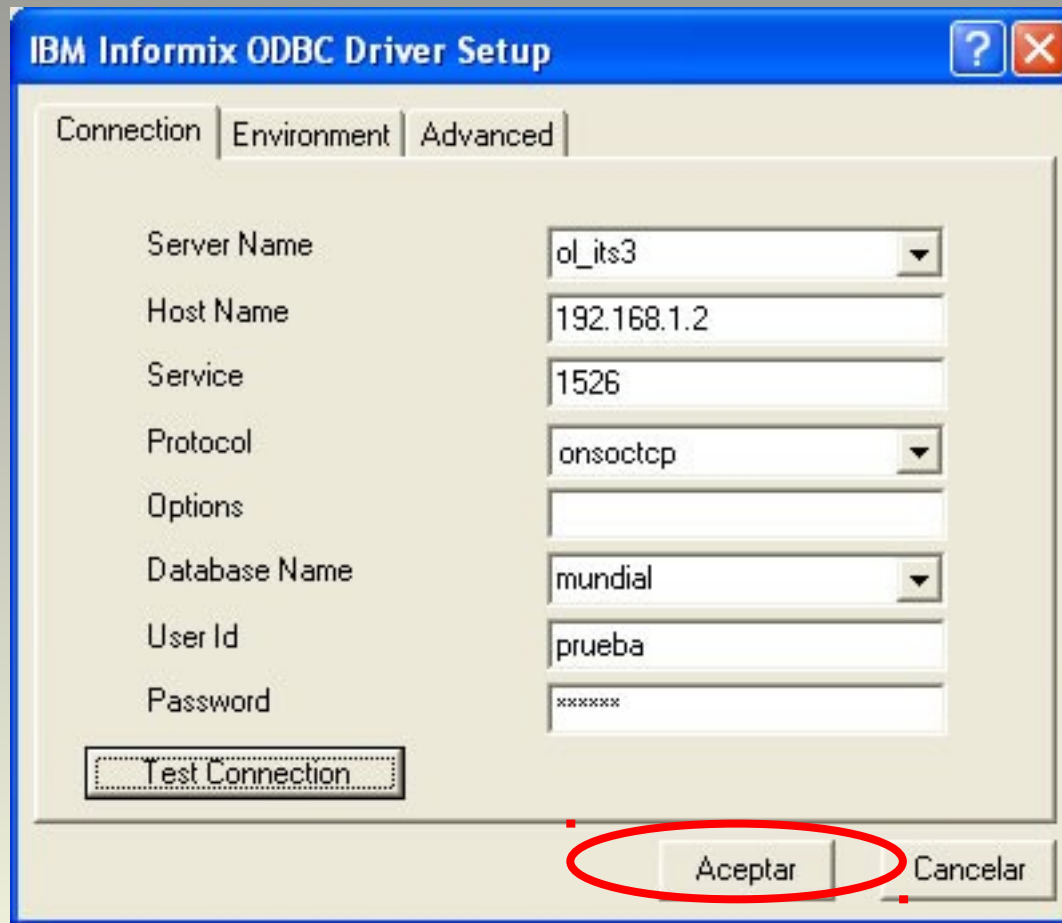 IBM Informix ODBC Driver Setup
Connection Environment Advanced
Server Name ol_its3
Host Name 192.168.1.2
Service 1526
Protocol onsoctcp
Options
Database Name mundial
User Id prueba
Password ××××××
Test Connection
Aceptar Cancelar